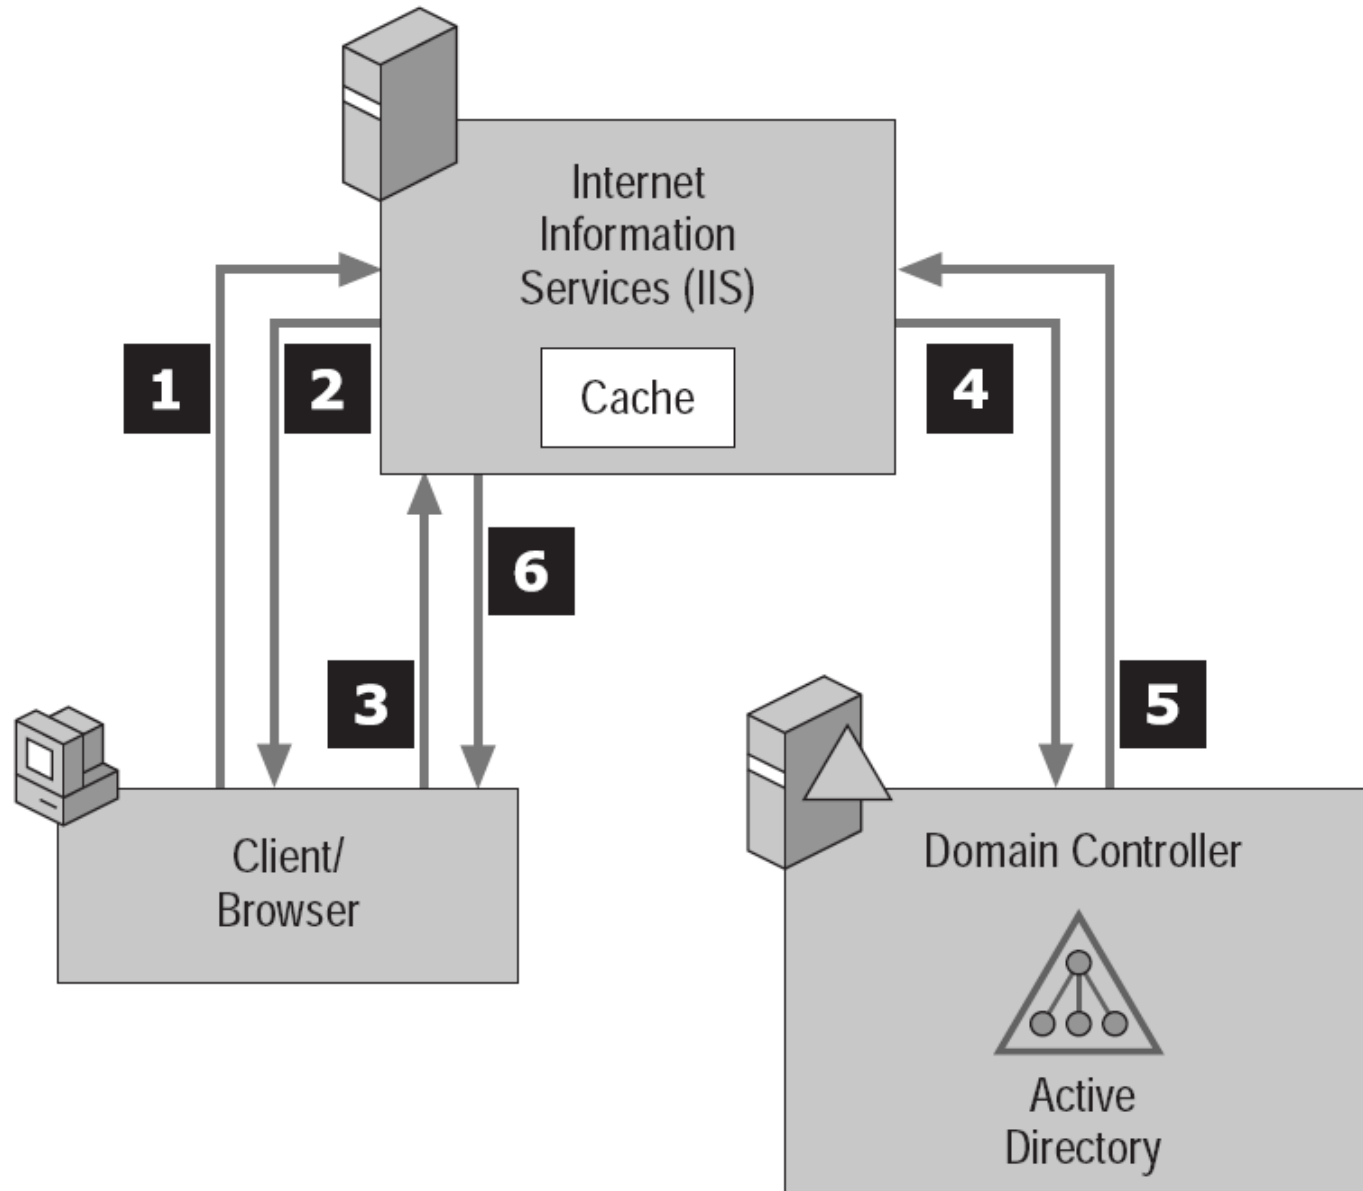 Internet
Information
Services (IIS)
Cache
1
2
4
6
3
5
Client/
Browser
Domain Controller
Active
Directory